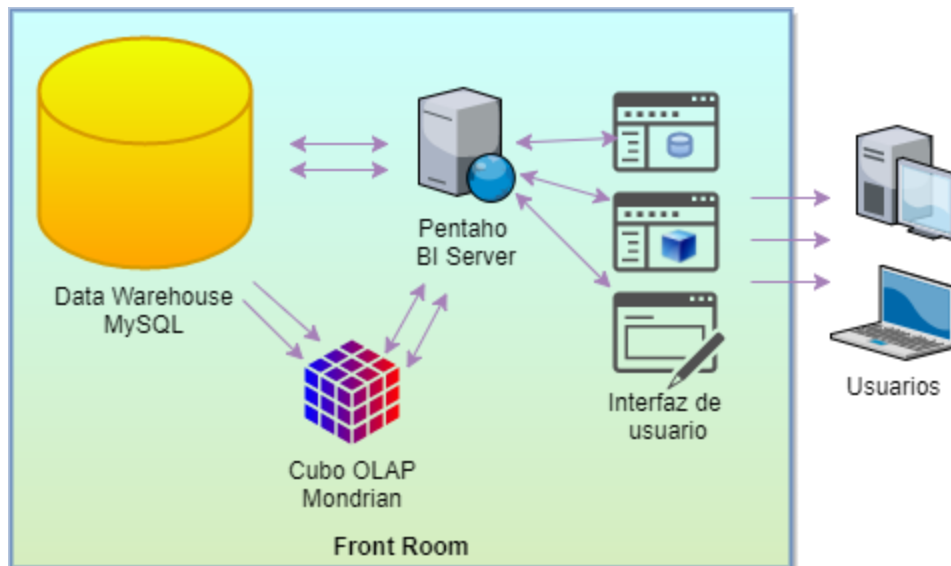 Data Warehouse
MySQL
Pentaho
BI Server
Cubo OLAP
Mondrian
Interfaz de
usuario
Usuarios
Front Room